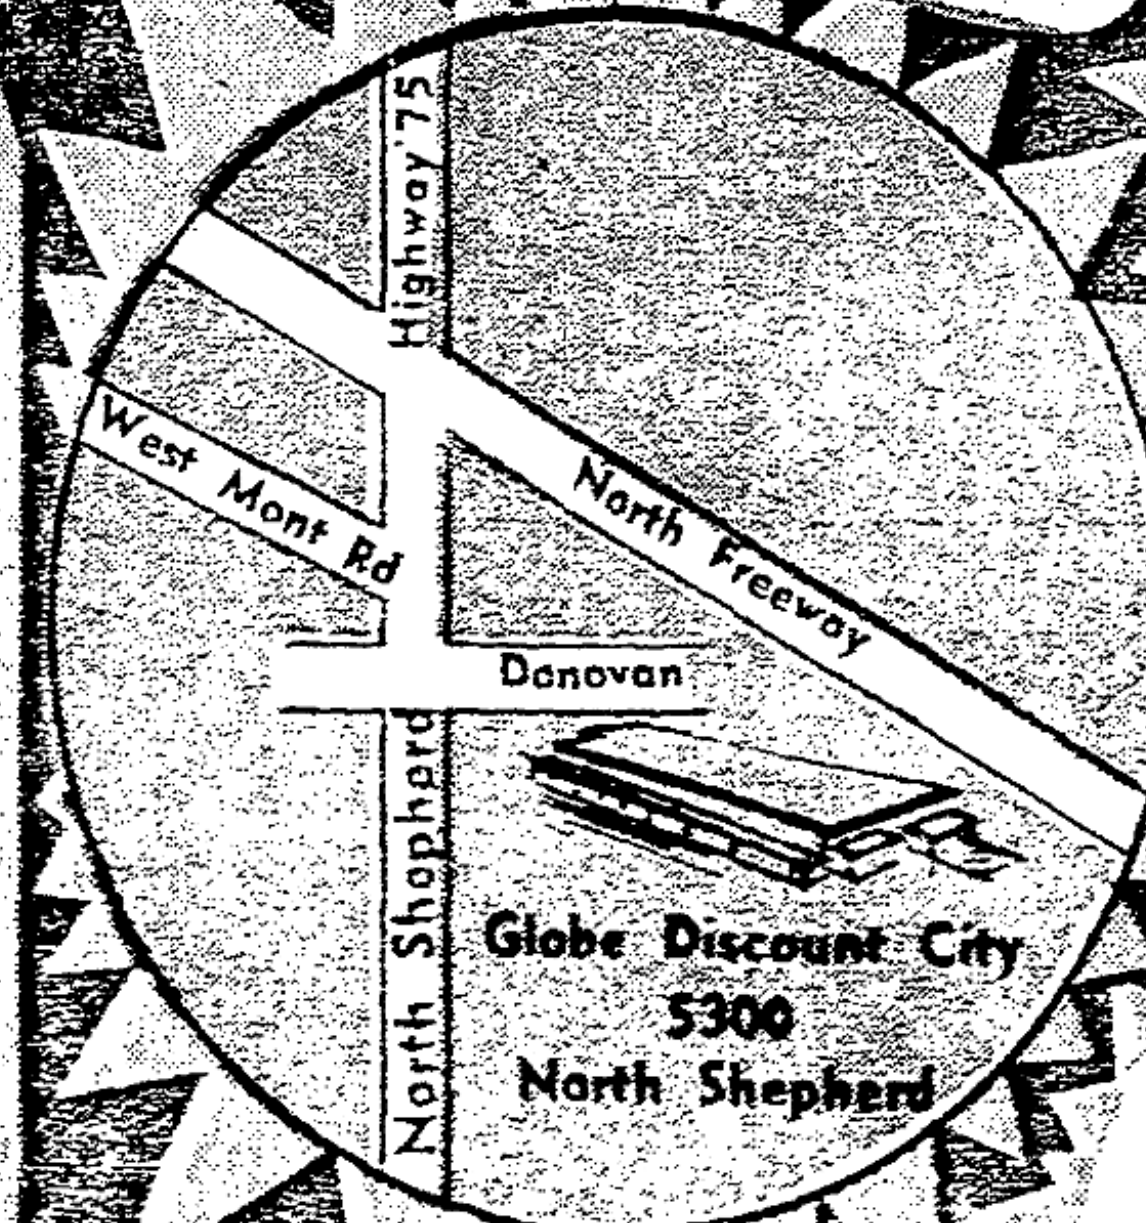 Highway '75
West Mont Rd
North Freeway
Donovan
North Shepherd
Globe Discount City
5300
North Shepherd